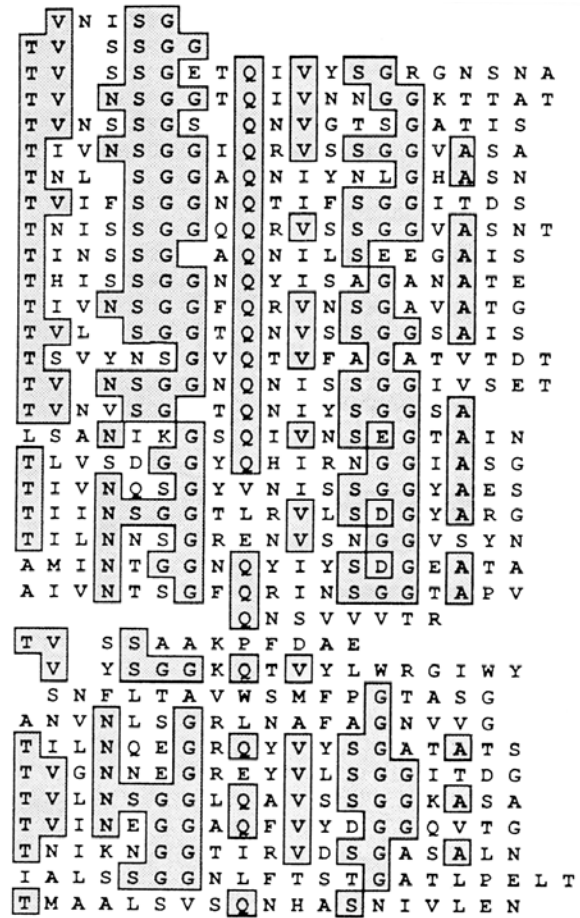 V N I S G
T V S S G G
T V S S G E T Q I V Y S G R G N S N A
T V N S G G T Q I V N N G G K T T A T
T V N S S G S Q N V G T S G A T I S
T I V N S G G I Q R V S S G G V A S A
T N L S G G A Q N I Y N L G H A S N
T V I F S G G N Q T I F S G G I T D S
T N I S S G G Q Q R V S S G G V A S N T
T I N S S G A Q N I L S E E G A I S
T H I S S G G N Q Y I S A G A N A T E
T I V N S G G F Q R V N S G A V A T G
T V L S G G T Q N V S S G G S A I S
T S V Y N S G V Q T V F A G A T V T D T
T V N S G G N Q N I S S G G I V S E T
T V N V S G T Q N I Y S G G S A
L S A N I K G S Q I V N S E G T A I N
T L V S D G G Y Q H I R N G G I A S G
T I V N Q S G Y V N I S S G G Y A E S
T I I N S G G T L R V L S D G Y A R G
T I L N N S G R E N V S N G G V S Y N
A M I N T G G N Q Y I Y S D G E A T A
A I V N T S G F Q R I N S G G T A P V
Q N S V V V T R
T V S S A A K P F D A E
V Y S G G K Q T V Y L W R G I W Y
S N F L T A V W S M F P G T A S G
A N V N L S G R L N A F A G N V V G
T I L N Q E G R Q Y V Y S G A T A T S
T V G N N E G R E Y V L S G G I T D G
T V L N S G G L Q A V S S G G K A S A
T V I N E G G A Q F V Y D G G Q V T G
T N I K N G G T I R V D S G A S A L N
I A L S S G G N L F T S T G A T L P E L T
T M A A L S V S Q N H A S N I V L E N